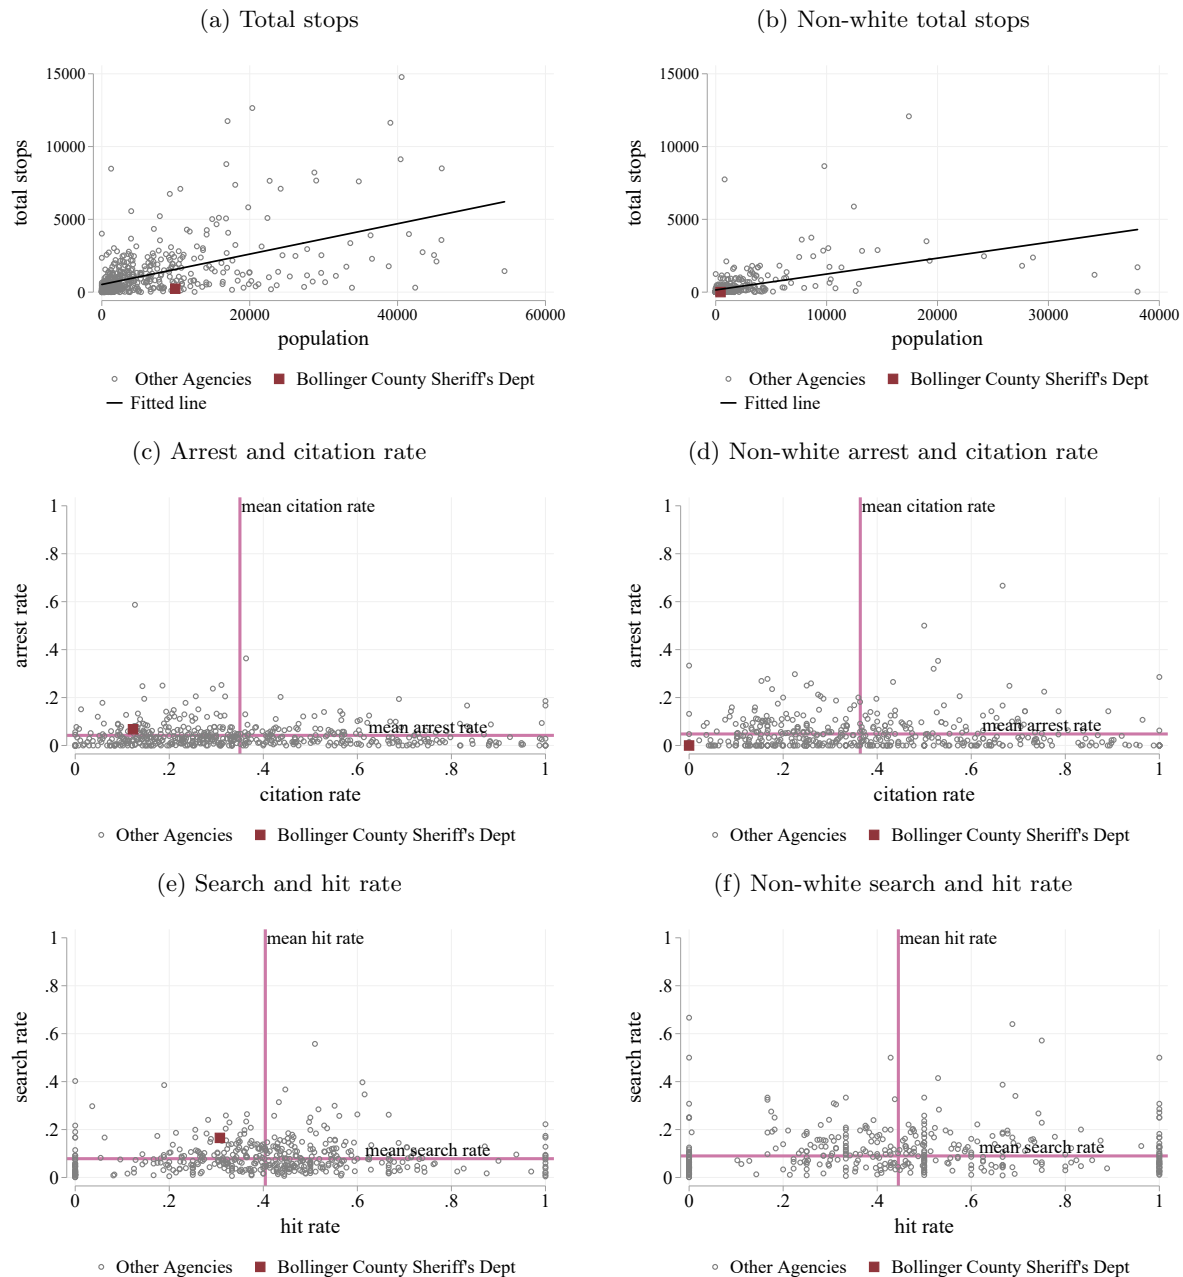 (a) Total stops
(b) Non-white total stops
15000
10000
5000
0
total stops
0 20000 40000 60000
population
Other Agencies Bollinger County Sheriff's Dept
Fitted line
15000
10000
5000
0
total stops
0 10000 20000 30000 40000
population
Other Agencies Bollinger County Sheriff's Dept
Fitted line
(c) Arrest and citation rate
(d) Non-white arrest and citation rate
1
.8
.6
.4
.2
0
arrest rate
mean citation rate
mean arrest rate
0 .2 .4 .6 .8 1
citation rate
Other Agencies Bollinger County Sheriff's Dept
1
.8
.6
.4
.2
0
arrest rate
mean citation rate
mean arrest rate
0 .2 .4 .6 .8 1
citation rate
Other Agencies Bollinger County Sheriff's Dept
(e) Search and hit rate
(f) Non-white search and hit rate
1
.8
.6
.4
.2
0
search rate
mean hit rate
mean search rate
0 .2 .4 .6 .8 1
hit rate
Other Agencies Bollinger County Sheriff's Dept
1
.8
.6
.4
.2
0
search rate
mean hit rate
mean search rate
0 .2 .4 .6 .8 1
hit rate
Other Agencies Bollinger County Sheriff's Dept